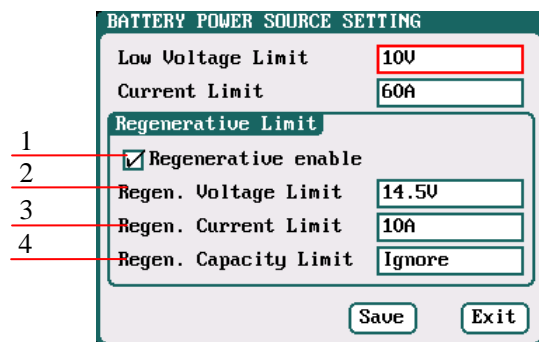 BATTERY POWER SOURCE SETTING
Low Voltage Limit 10V
Current Limit 60A
Regenerative Limit
1 Regenerative enable
2 Regen. Voltage Limit 14.5V
3 Regen. Current Limit 10A
4 Regen. Capacity Limit Ignore
Save Exit